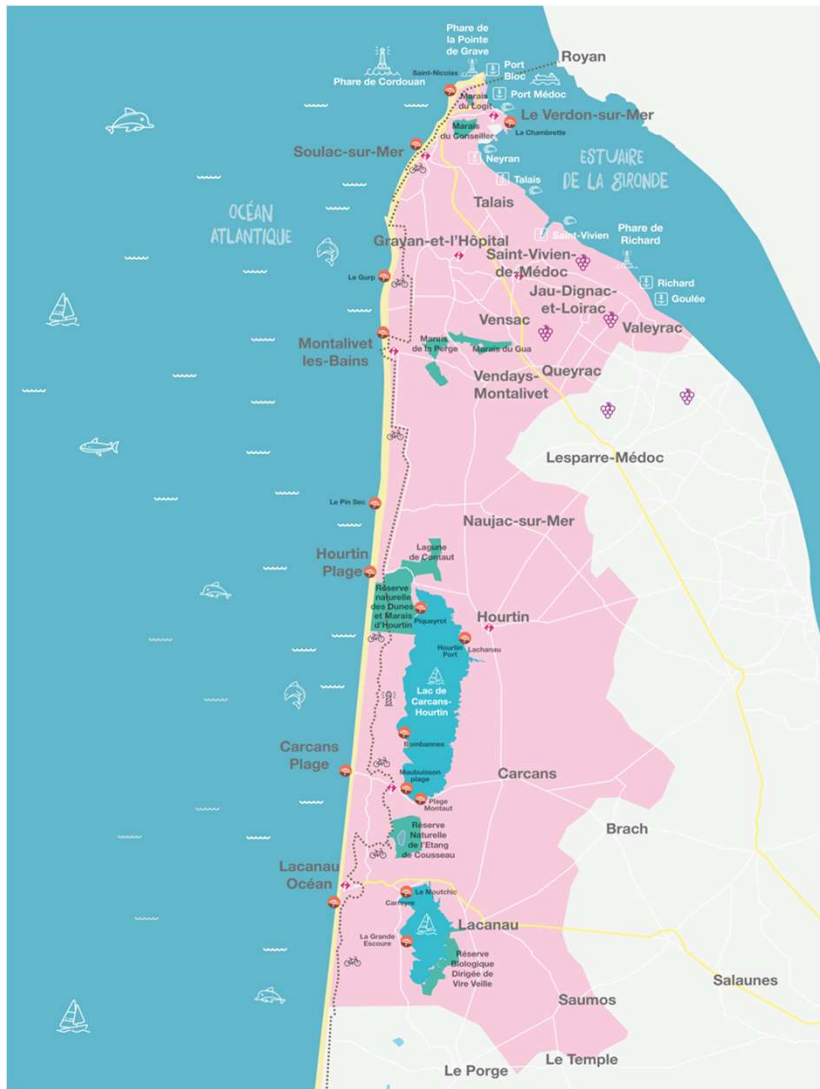 Phare de
la Pointe
de Grave
Royan
Saint-Nicolas
Port
Bloc
Phare de Cordouan
Marais
du Logit
Port Médoc
Le Verdon-sur-Mer
La Chambrette
Marais
du Conseiller
Soulac-sur-Mer
Neyran
ESTUAIRE
DE LA GIRONDE
Talais
Talais
OCÉAN
ATLANTIQUE
Saint-Vivien
Phare de
Richard
Grayan-et-l'Hôpital
Saint-Vivien-
de-Médoc
Le Gurp
Richard
Jau-Dignac-
et-Loirac
Goulée
Vensac
Valeyrac
Montalivet
les-Bains
Marais
de la Perge
Marais du Gua
Queyrac
Vendays-
Montalivet
Lesparre-Médoc
Le Pin Sec
Naujac-sur-Mer
Lagune
de Contaut
Hourtin
Plage
Réserve
naturelle
des Dunes
et Marais
d'Hourtin
Piqueyrot
Hourtin
Hourtin
Port
Lachanau
Lac de
Carcans-
Hourtin
Bombannes
Carcans
Plage
Maubuisson
plage
Carcans
Plage
Montaut
Brach
Réserve
Naturelle
de l'Etang
de Cousseau
Lacanau
Océan
Le Moutchic
Carreyre
Lacanau
La Grande
Escoure
Réserve
Biologique
Dirigée de
Vire Veille
Salaunes
Saumos
Le Temple
Le Porge